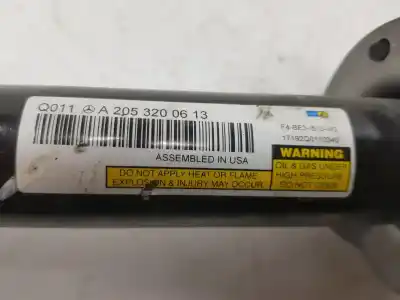 Q011 A 205 320 06 13
ASSEMBLED IN USA
DO NOT APPLY HEAT OR FLAME
EXPLOSION & INJURY MAY OCCUR
WARNING
OIL & GAS UNDER
HIGH PRESSURE
DO NOT OPEN